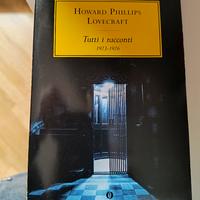 Howard Phillips
Lovecraft
Tutti i racconti
1923-1926